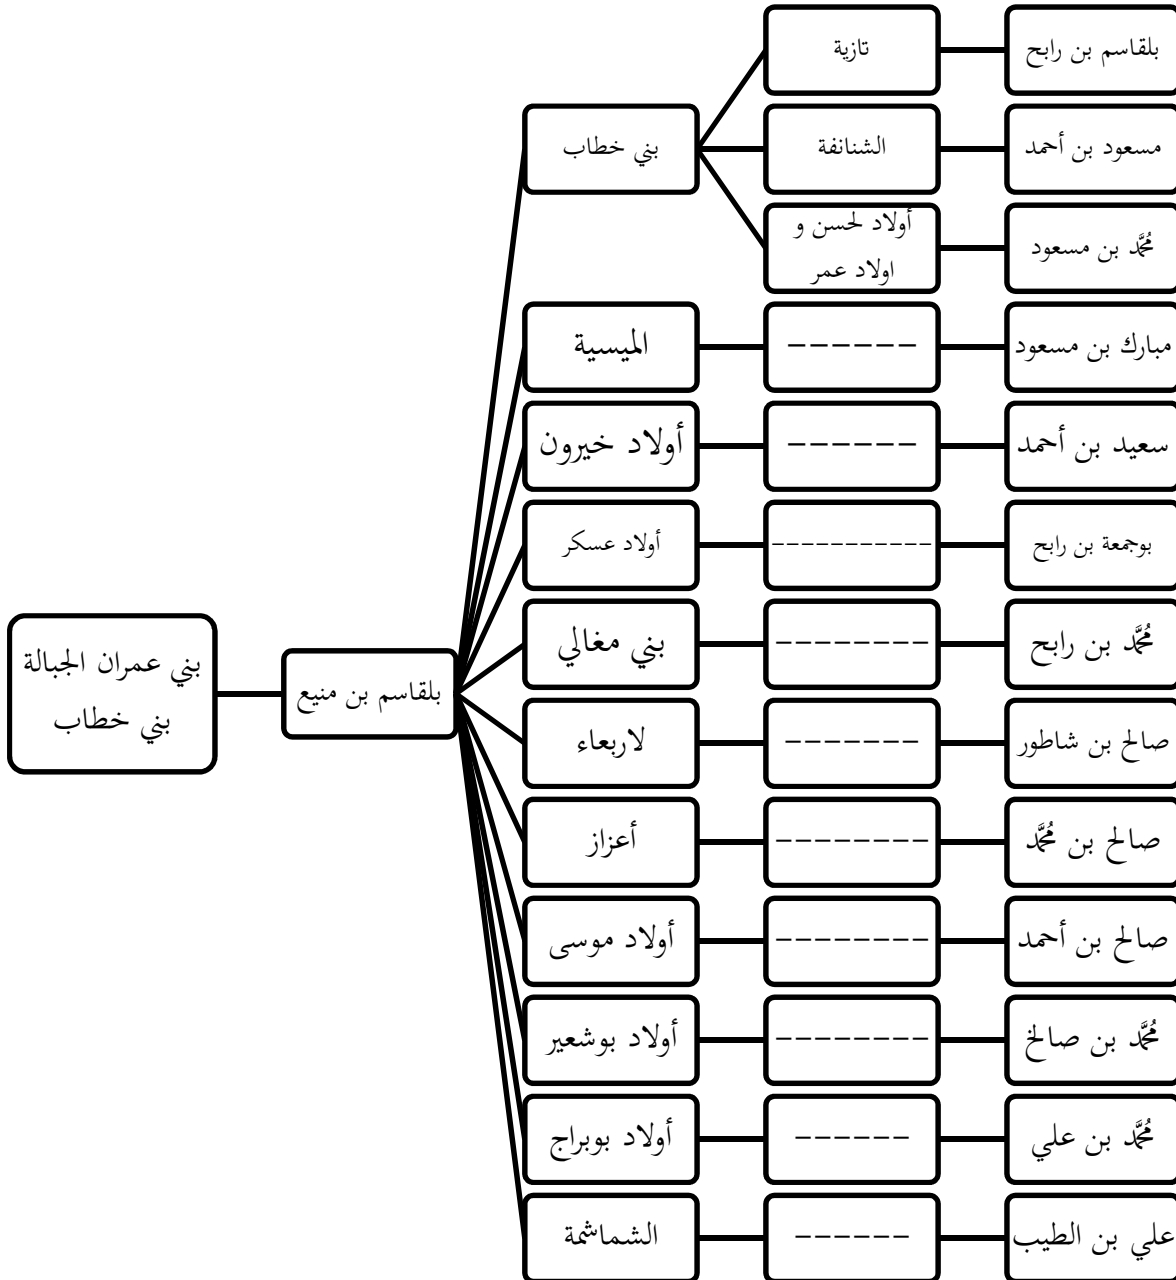 تازية
بلقاسم بن رابح
بني خطاب
الشنانفة
مسعود بن أحمد
أولاد لحسن و
اولاد عمر
مُحَّد بن مسعود
الميسية
------
مبارك بن مسعود
أولاد خيرون
------
سعيد بن أحمد
أولاد عسكر
-----------
بوجمعة بن رابح
بني مغالي
--------
مُحَّد بن رابح
بني عمران الجبالة
بني خطاب
بلقاسم بن منيع
لاربعاء
-------
صالح بن شاطور
أعزاز
--------
صالح بن مُحَّد
أولاد موسى
--------
صالح بن أحمد
أولاد بوشعير
--------
مُحَّد بن صالخ
أولاد بوبراج
------
مُحَّد بن علي
الشماشمة
------
علي بن الطيب